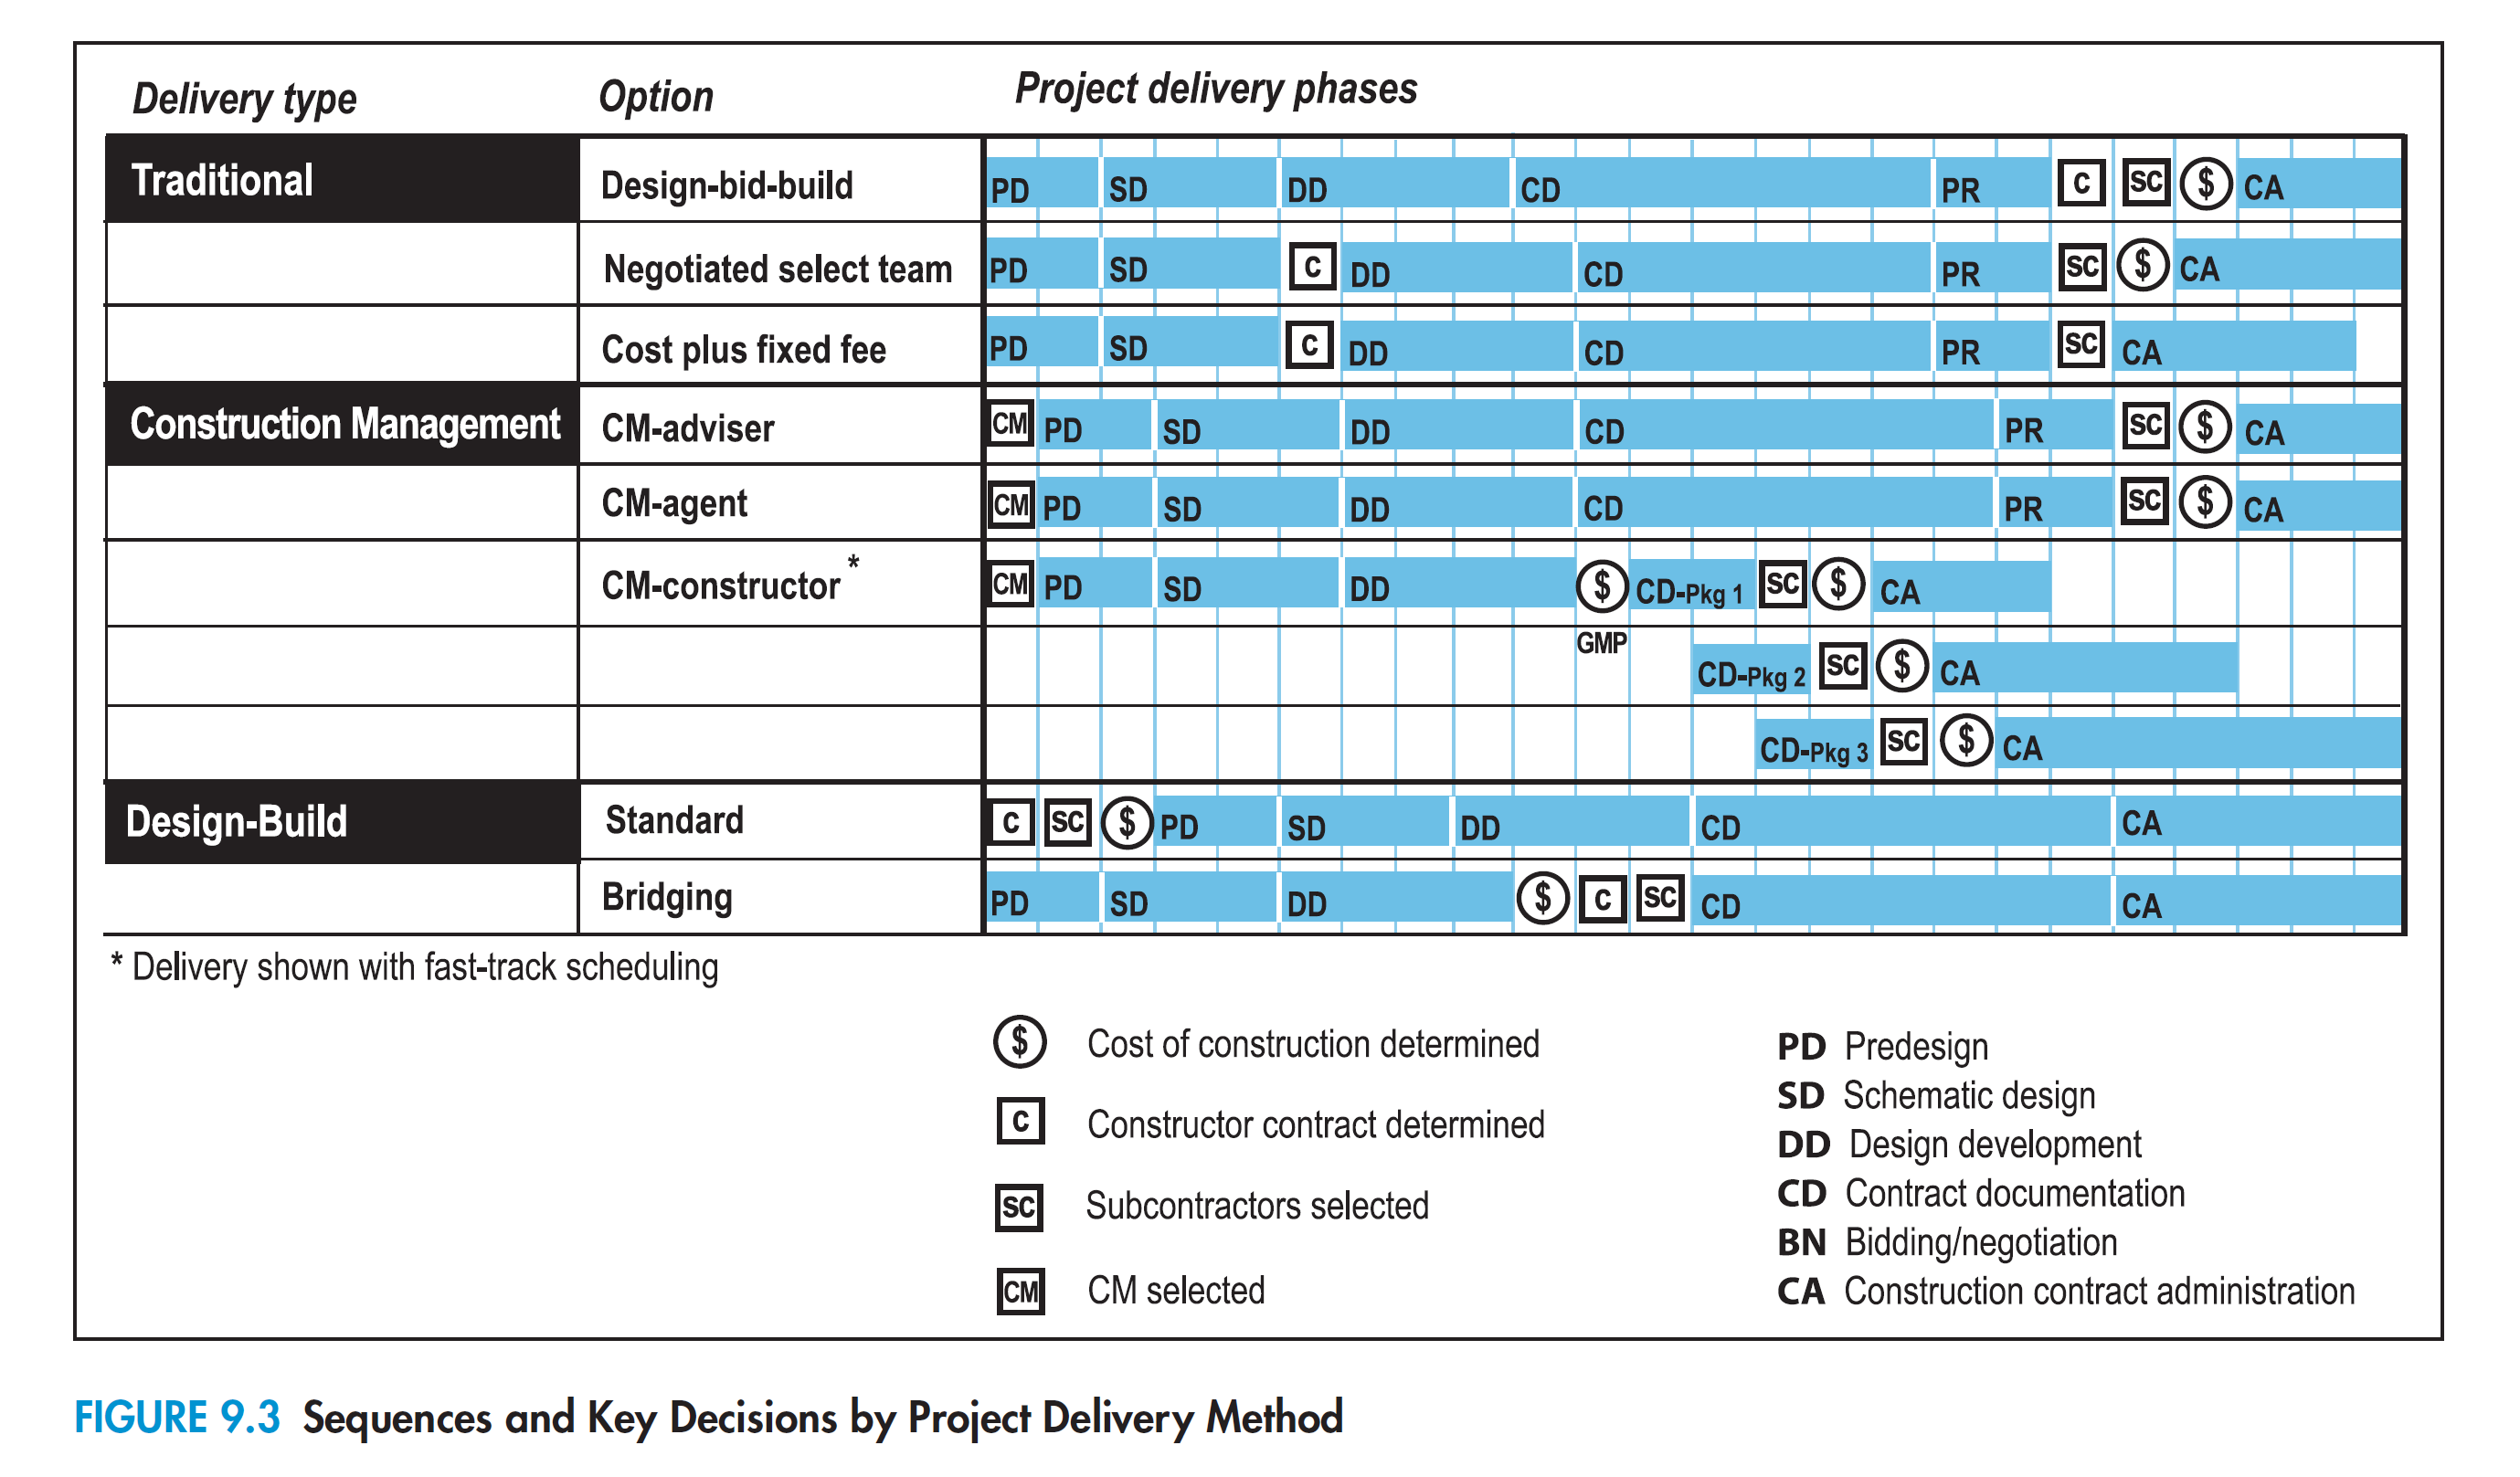 Delivery type Option Project delivery phases
Traditional Design-bid-build PD SD DD CD PR C SC $ CA
Negotiated select team PD SD C DD CD PR SC $ CA
Cost plus fixed fee PD SD C DD CD PR SC CA
Construction Management CM-adviser CM PD SD DD CD PR SC $ CA
CM-agent CM PD SD DD CD PR SC $ CA
CM-constructor * CM PD SD DD $ CD-Pkg 1 SC $ CA
GMP CD-Pkg 2 SC $ CA
CD-Pkg 3 SC $ CA
Design-Build Standard C SC $ PD SD DD CD CA
Bridging PD SD DD $ C SC CD CA
* Delivery shown with fast-track scheduling
$ Cost of construction determined
C Constructor contract determined
SC Subcontractors selected
CM CM selected
PD Predesign
SD Schematic design
DD Design development
CD Contract documentation
BN Bidding/negotiation
CA Construction contract administration
FIGURE 9.3 Sequences and Key Decisions by Project Delivery Method